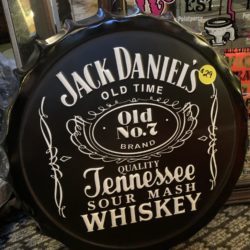 JACK DANIEL'S
OLD TIME
Old
No.7
BRAND
QUALITY
Tennessee
SOUR MASH
WHISKEY